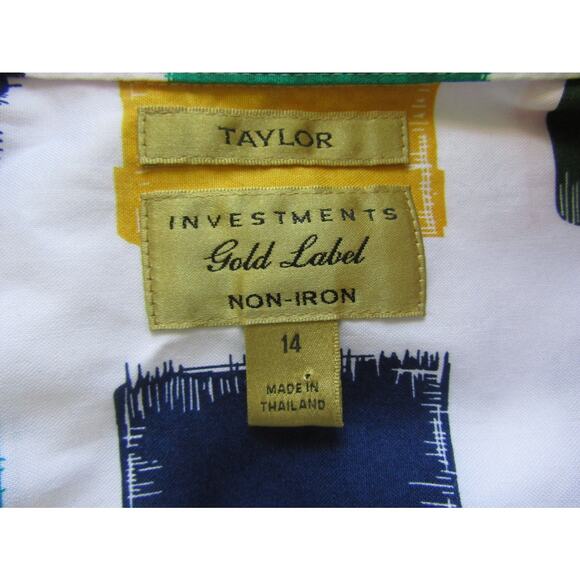 TAYLOR
INVESTMENTS
Gold Label
NON-IRON
14
MADE IN
THAILAND